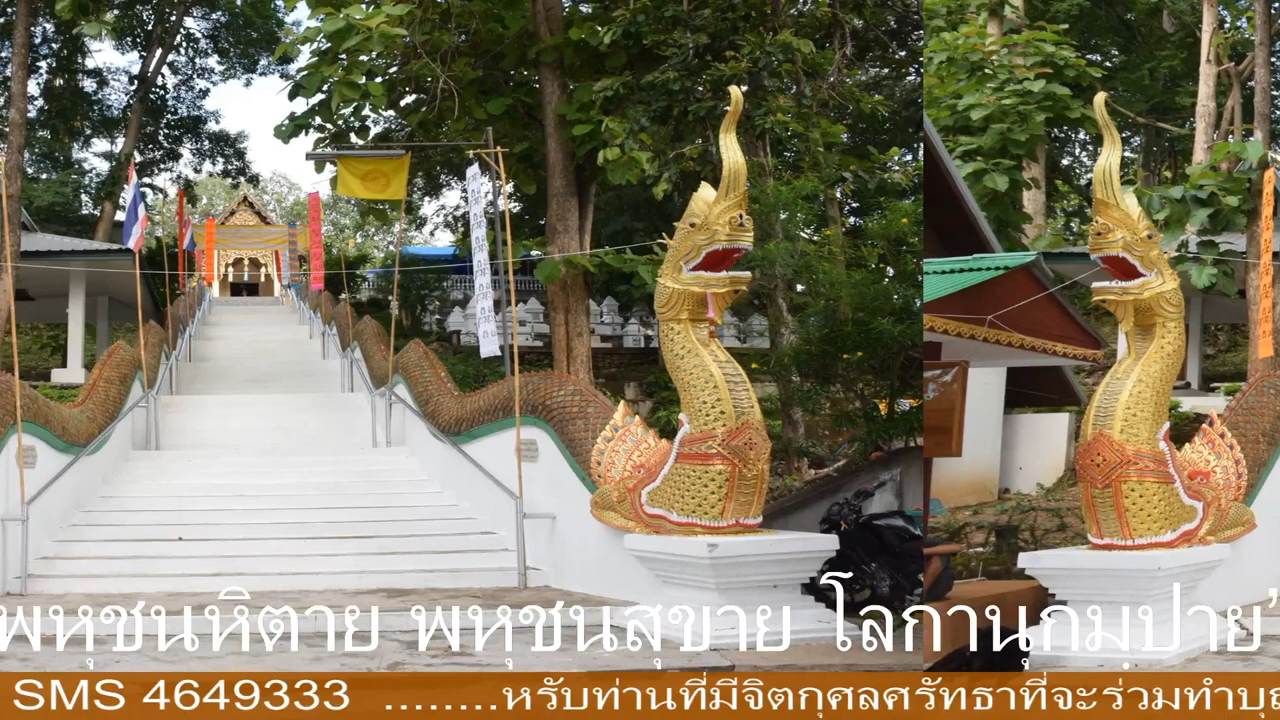 พหุชนหิตาย พหุชนสุขาย โลกานุกมฺปาย”
SMS 4649333 ........หรับท่านที่มีจิตกุศลศรัทธาที่จะร่วมทำบุญ